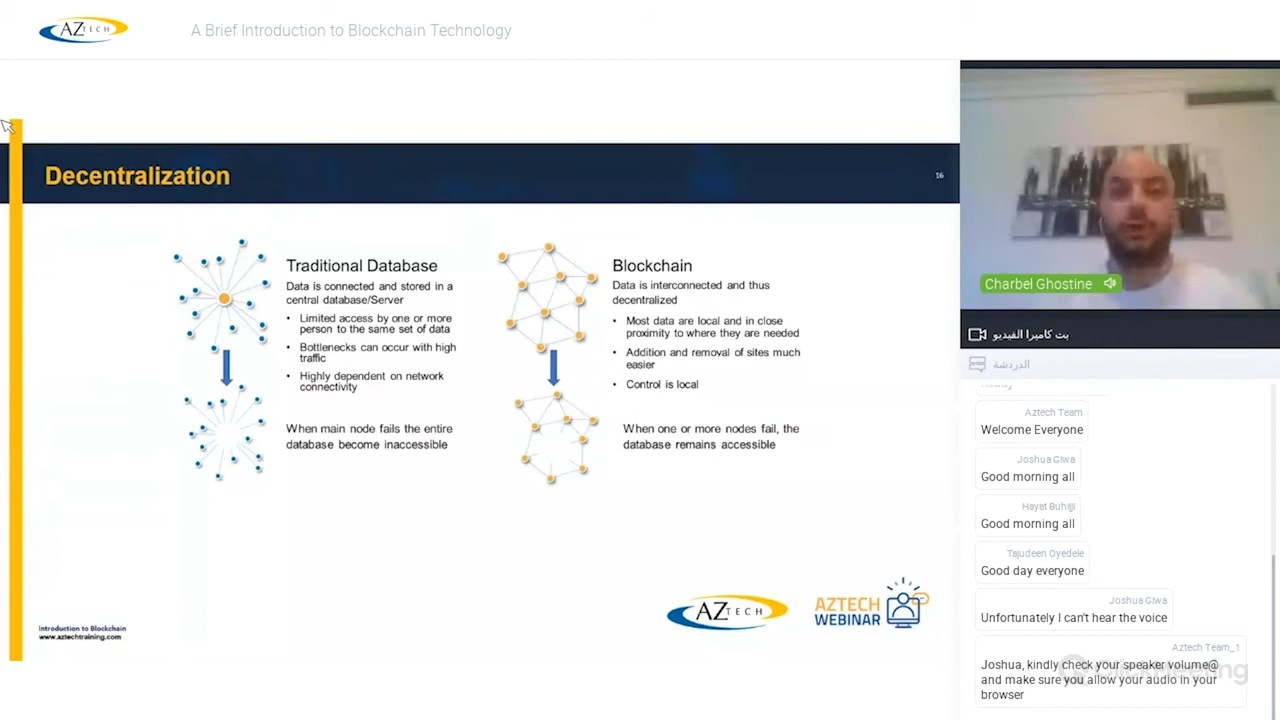 AZTECH
A Brief Introduction to Blockchain Technology
Decentralization
16
Traditional Database
Data is connected and stored in a
central database/Server
• Limited access by one or more
person to the same set of data
• Bottlenecks can occur with high
traffic
• Highly dependent on network
connectivity
When main node fails the entire
database become inaccessible
Blockchain
Data is interconnected and thus
decentralized
• Most data are local and in close
proximity to where they are needed
• Addition and removal of sites much
easier
• Control is local
When one or more nodes fail, the
database remains accessible
Introduction to Blockchain
www.aztechtraining.com
AZTECH
AZTECH
WEBINAR
Charbel Ghostine
بث كاميرا الفيديو
الدردشة
Aztech Team
Welcome Everyone
Joshua Giwa
Good morning all
Hayat Buhijji
Good morning all
Tajudeen Oyedele
Good day everyone
Joshua Giwa
Unfortunately I can't hear the voice
Aztech Team_1
Joshua, kindly check your speaker volume@
and make sure you allow your audio in your
browser
ClickMeeting